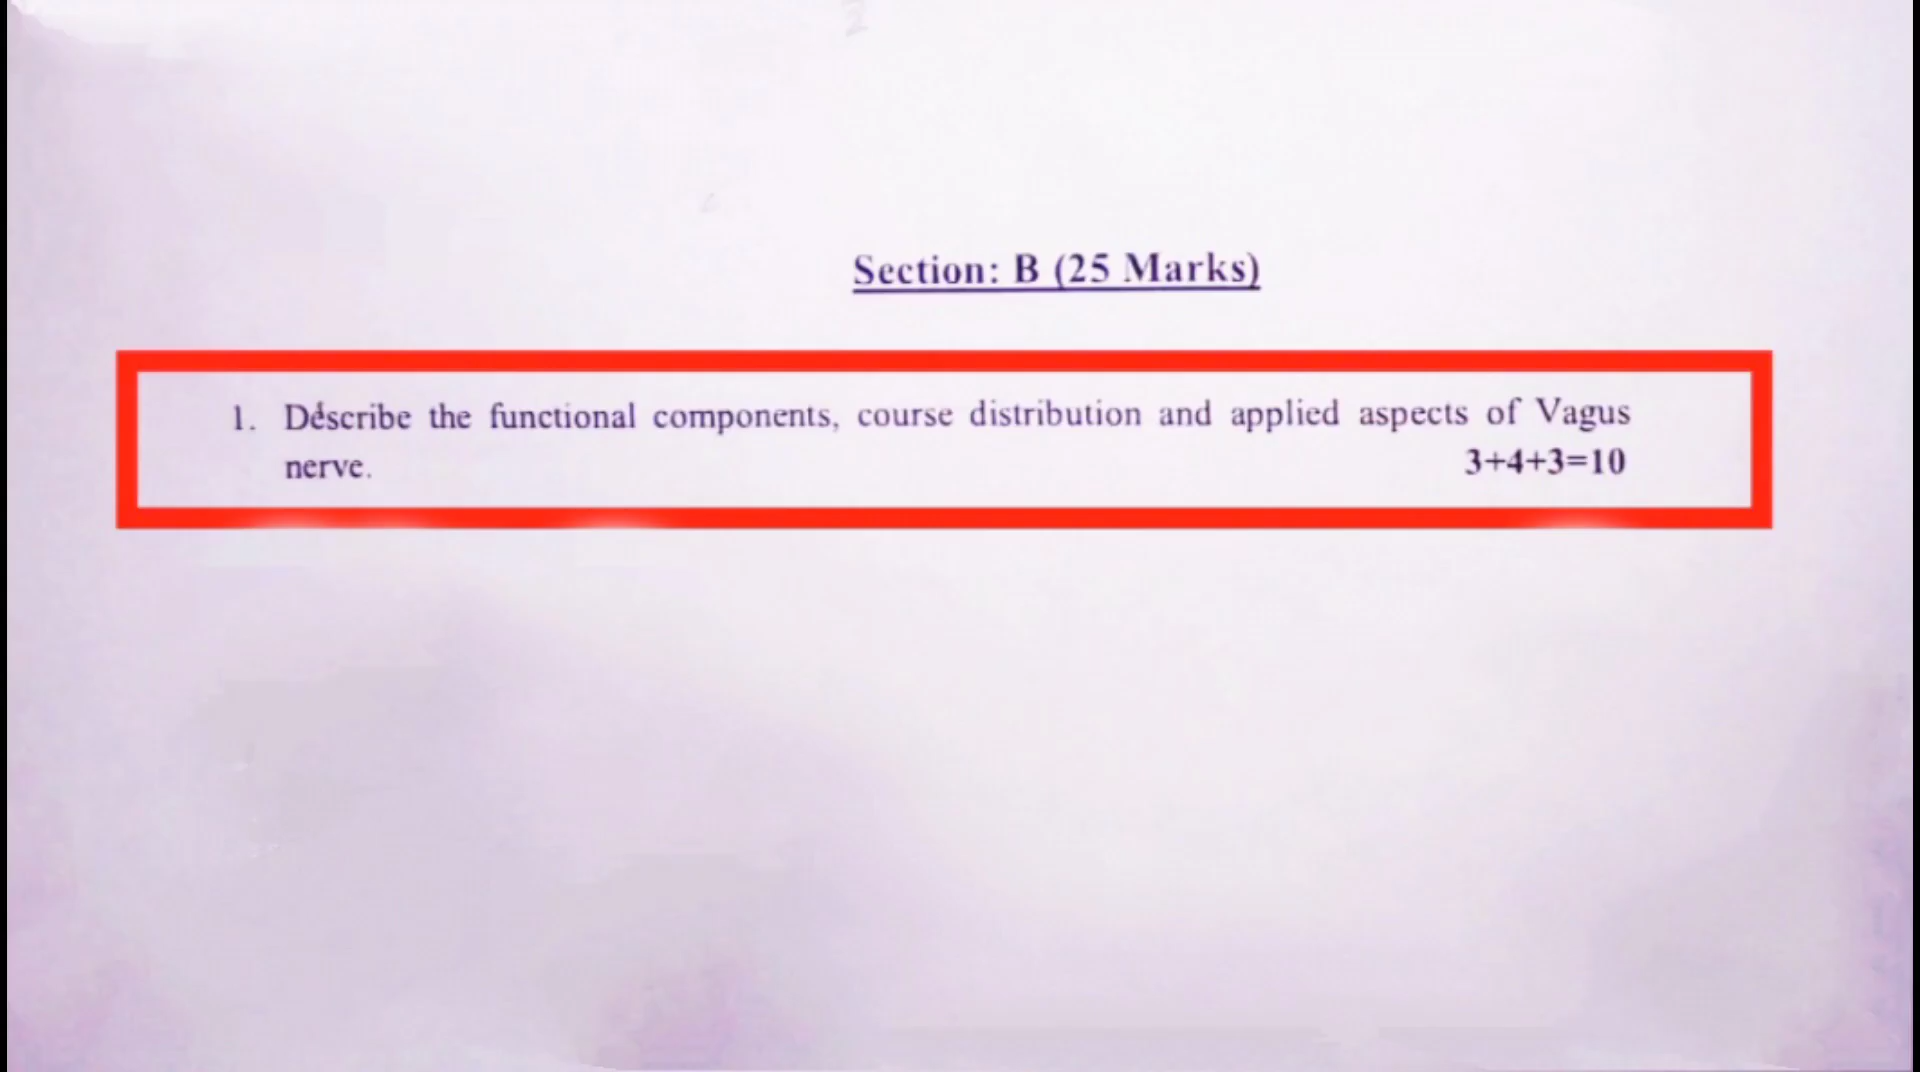 Section: B (25 Marks)
1. Describe the functional components, course distribution and applied aspects of Vagus
nerve. 3+4+3=10